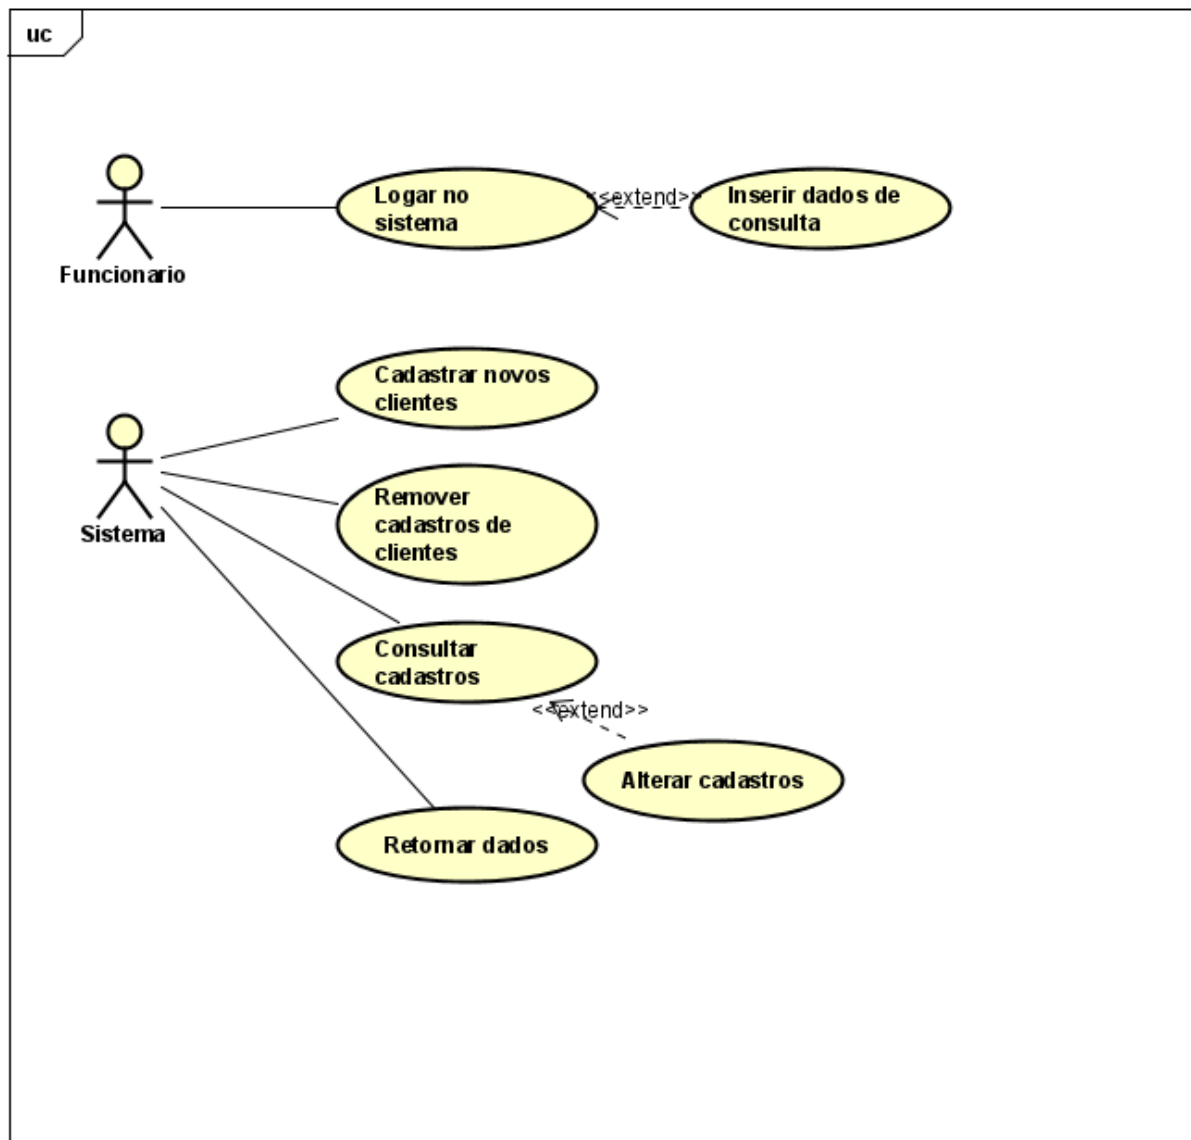 uc
Logar no
sistema
<<extend>>
Inserir dados de
consulta
Funcionario
Cadastrar novos
clientes
Remover
cadastros de
clientes
Sistema
Consultar
cadastros
<<extend>>
Alterar cadastros
Retornar dados